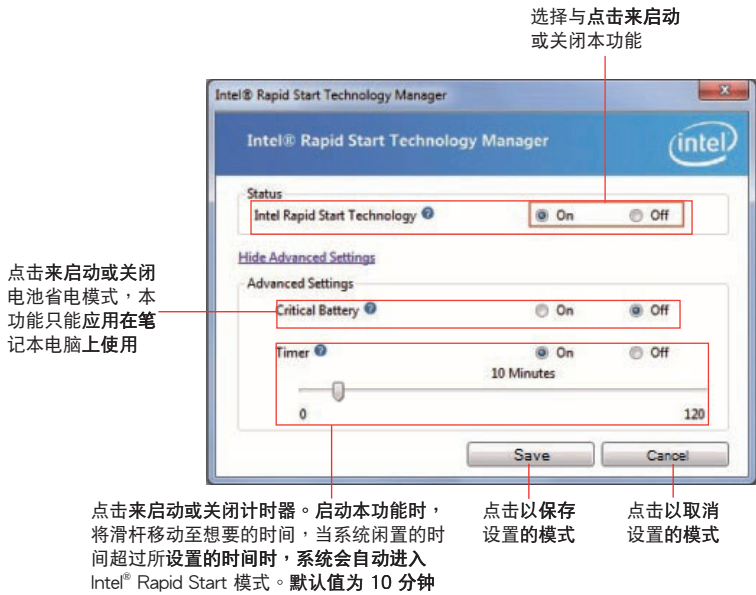 选择与点击来启动
或关闭本功能
Intel® Rapid Start Technology Manager
Intel® Rapid Start Technology Manager
intel
Status
Intel Rapid Start Technology
On
Off
Hide Advanced Settings
Advanced Settings
Critical Battery
On
Off
点击来启动或关闭
电池省电模式，本
功能只能应用在笔
记本电脑上使用
Timer
On
Off
10 Minutes
0
120
Save
Cancel
点击来启动或关闭计时器。启动本功能时，
将滑杆移动至想要的时间，当系统闲置的时
间超过所设置的时间时，系统会自动进入
Intel® Rapid Start 模式。默认值为 10 分钟
点击以保存
设置的模式
点击以取消
设置的模式